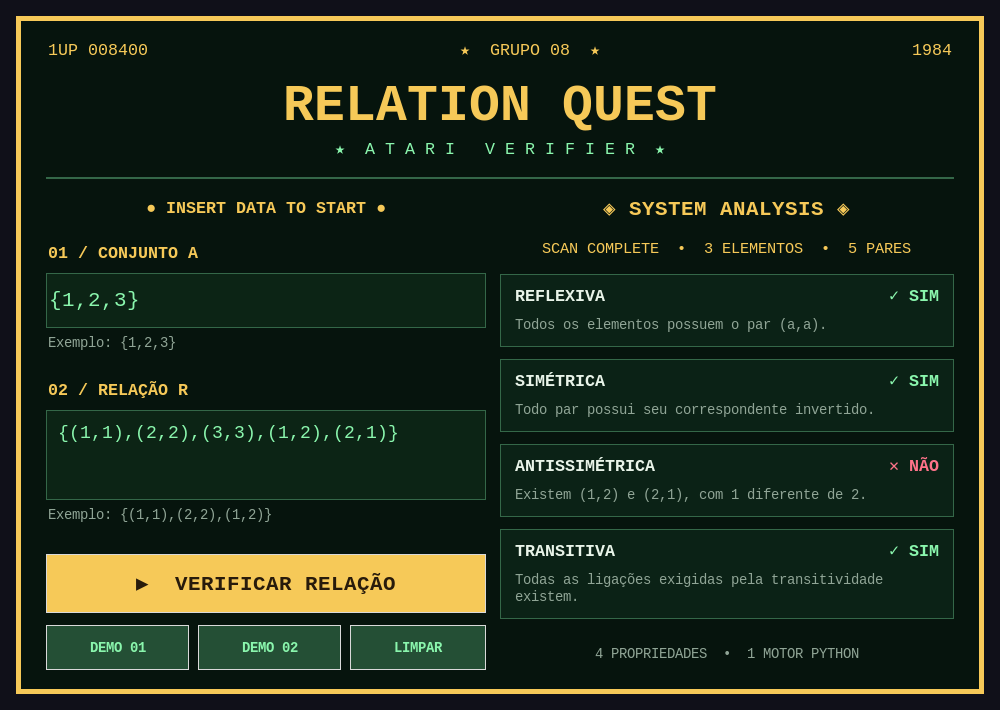 1UP 008400
★ GRUPO 08 ★
1984
RELATION QUEST
★ ATARI VERIFIER ★
● INSERT DATA TO START ●
01 / CONJUNTO A
{1,2,3}
Exemplo: {1,2,3}
02 / RELAÇÃO R
{(1,1),(2,2),(3,3),(1,2),(2,1)}
Exemplo: {(1,1),(2,2),(1,2)}
▶ VERIFICAR RELAÇÃO
DEMO 01
DEMO 02
LIMPAR
◈ SYSTEM ANALYSIS ◈
SCAN COMPLETE • 3 ELEMENTOS • 5 PARES
REFLEXIVA
✓ SIM
Todos os elementos possuem o par (a,a).
SIMÉTRICA
✓ SIM
Todo par possui seu correspondente invertido.
ANTISSIMÉTRICA
✕ NÃO
Existem (1,2) e (2,1), com 1 diferente de 2.
TRANSITIVA
✓ SIM
Todas as ligações exigidas pela transitividade
existem.
4 PROPRIEDADES • 1 MOTOR PYTHON